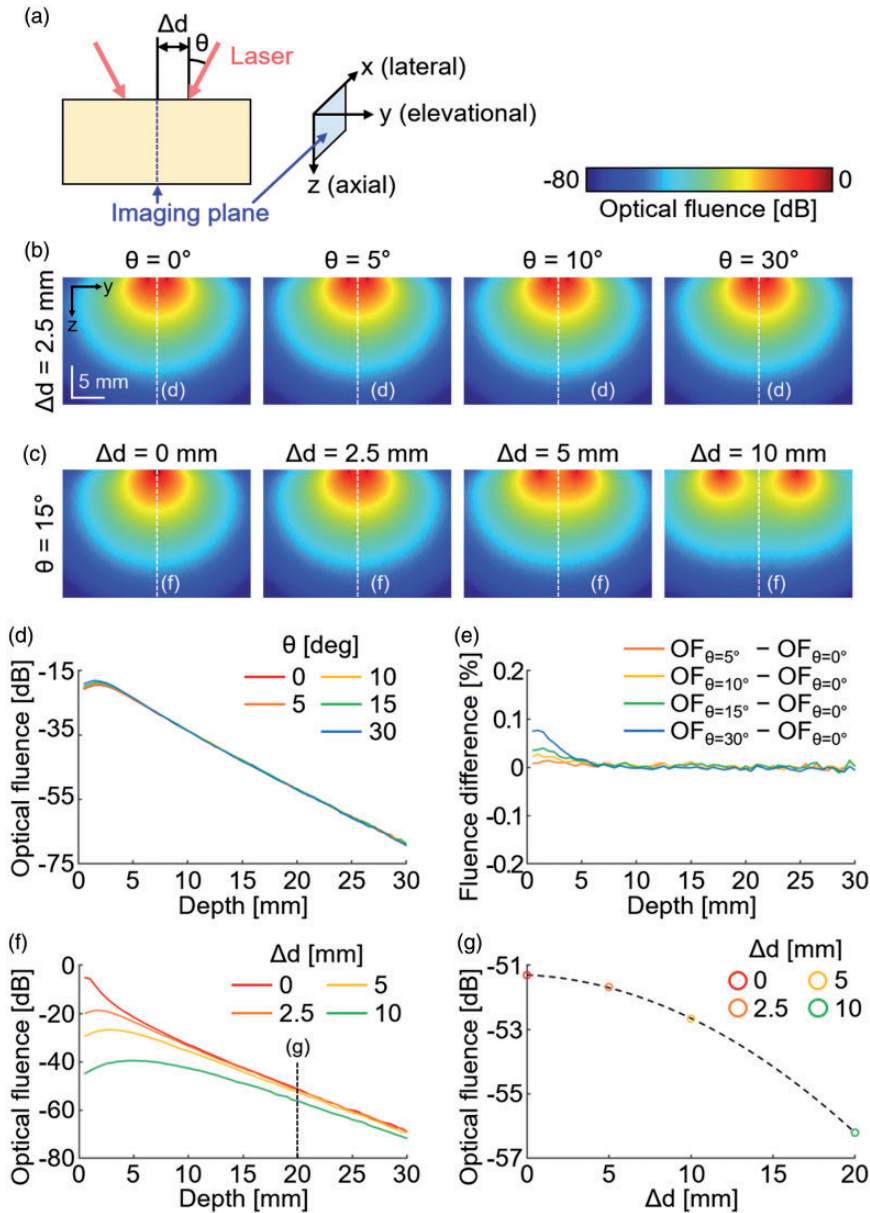 (a)
Δd
θ
Laser
x (lateral)
y (elevational)
z (axial)
Imaging plane
-80
0
Optical fluence [dB]
(b)
θ = 0°
θ = 5°
θ = 10°
θ = 30°
Δd = 2.5 mm
y
z
5 mm
(d)
(d)
(d)
(d)
(c)
Δd = 0 mm
Δd = 2.5 mm
Δd = 5 mm
Δd = 10 mm
θ = 15°
(f)
(f)
(f)
(f)
(d)
θ [deg]
0
10
5
15
30
Optical fluence [dB]
-15
-35
-55
-75
0 5 10 15 20 25 30
Depth [mm]
(e)
OFθ=5° − OFθ=0°
OFθ=10° − OFθ=0°
OFθ=15° − OFθ=0°
OFθ=30° − OFθ=0°
Fluence difference [%]
0.2
0.1
0
-0.1
-0.2
0 5 10 15 20 25 30
Depth [mm]
(f)
Δd [mm]
0
5
2.5
10
(g)
Optical fluence [dB]
0
-20
-40
-60
-80
0 5 10 15 20 25 30
Depth [mm]
(g)
Δd [mm]
0
5
2.5
10
Optical fluence [dB]
-51
-53
-55
-57
0 5 10 15 20
Δd [mm]